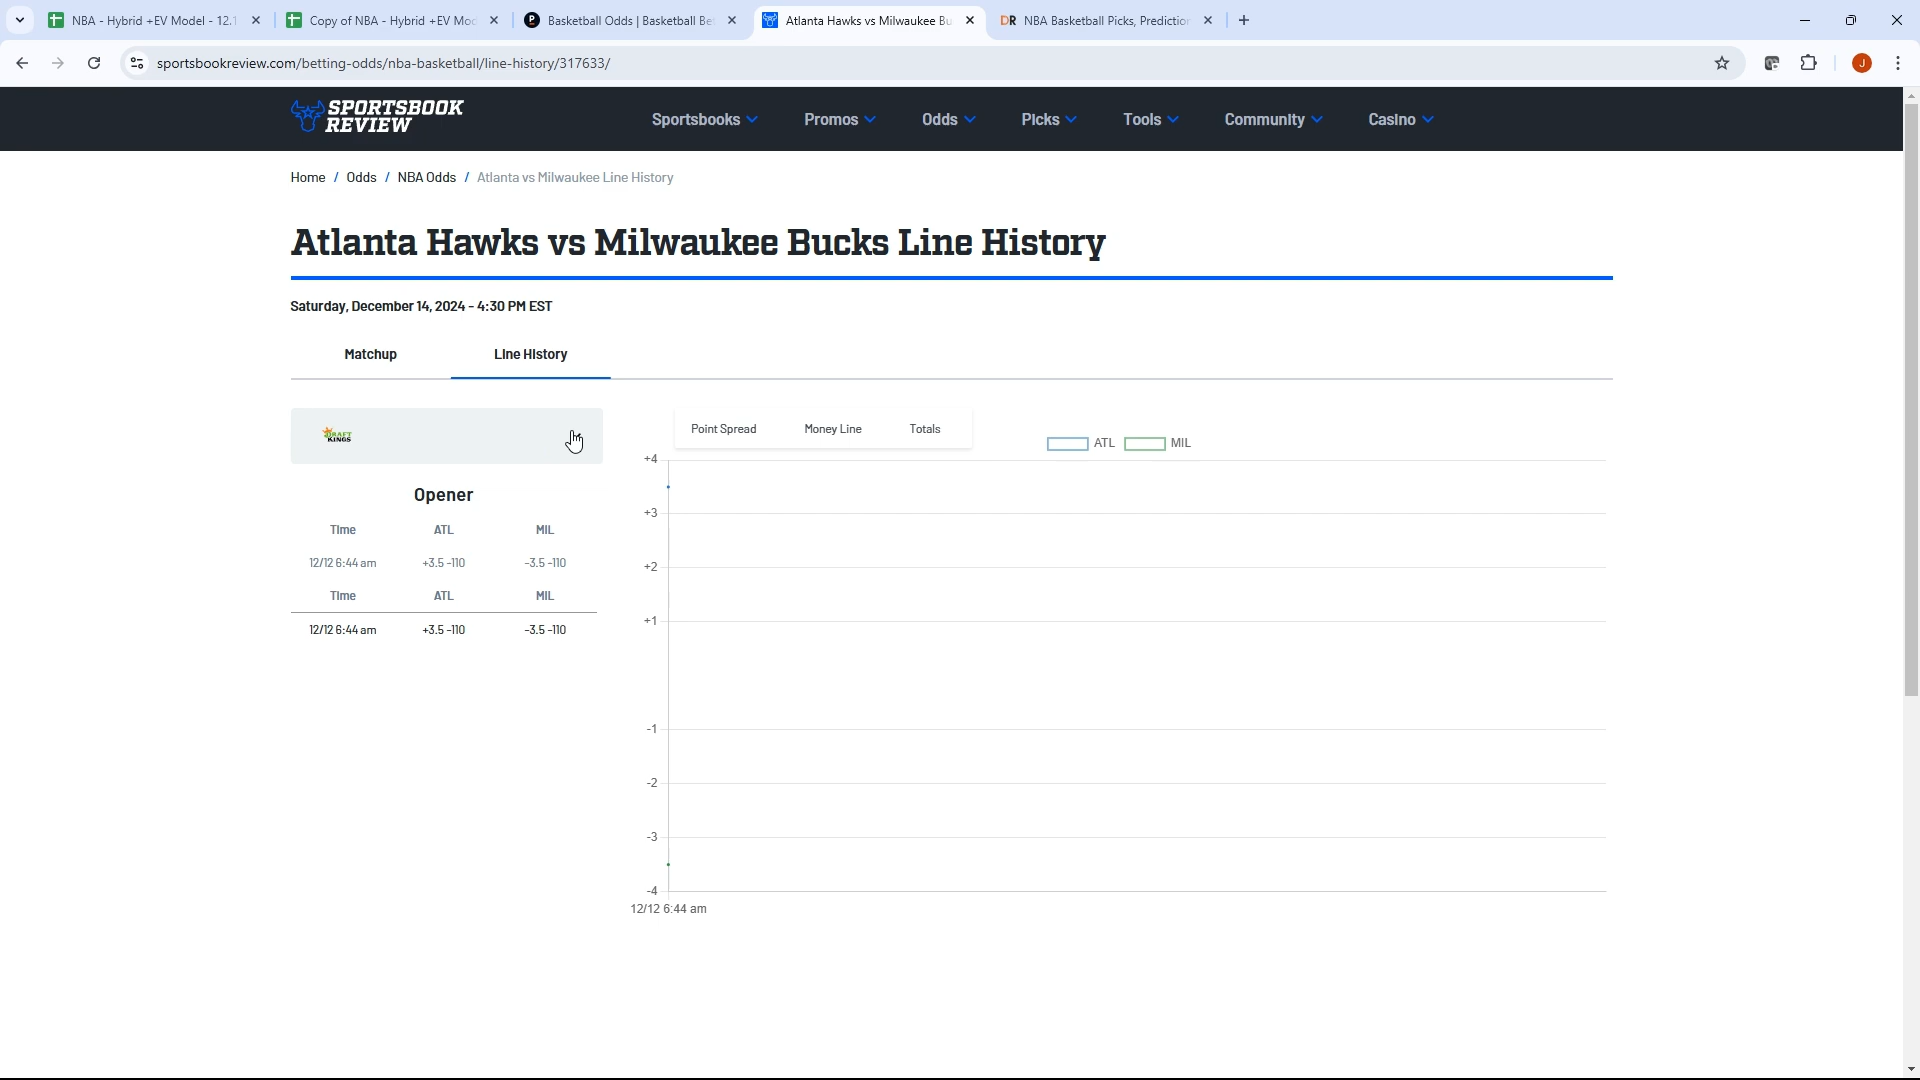 NBA - Hybrid +EV Model - 12.1
Copy of NBA - Hybrid +EV Mod
Basketball Odds | Basketball Be
Atlanta Hawks vs Milwaukee Bu
DR NBA Basketball Picks, Prediction
sportsbookreview.com/betting-odds/nba-basketball/line-history/317633/
J
SPORTSBOOK
REVIEW
Sportsbooks
Promos
Odds
Picks
Tools
Community
Casino
Home / Odds / NBA Odds / Atlanta vs Milwaukee Line History
Atlanta Hawks vs Milwaukee Bucks Line History
Saturday, December 14, 2024 - 4:30 PM EST
Matchup
Line History
DRAFT
KINGS
Opener
Time ATL MIL
12/12 6:44 am +3.5 -110 -3.5 -110
Time ATL MIL
12/12 6:44 am +3.5 -110 -3.5 -110
Point Spread
Money Line
Totals
ATL
MIL
+4
+3
+2
+1
-1
-2
-3
-4
12/12 6:44 am